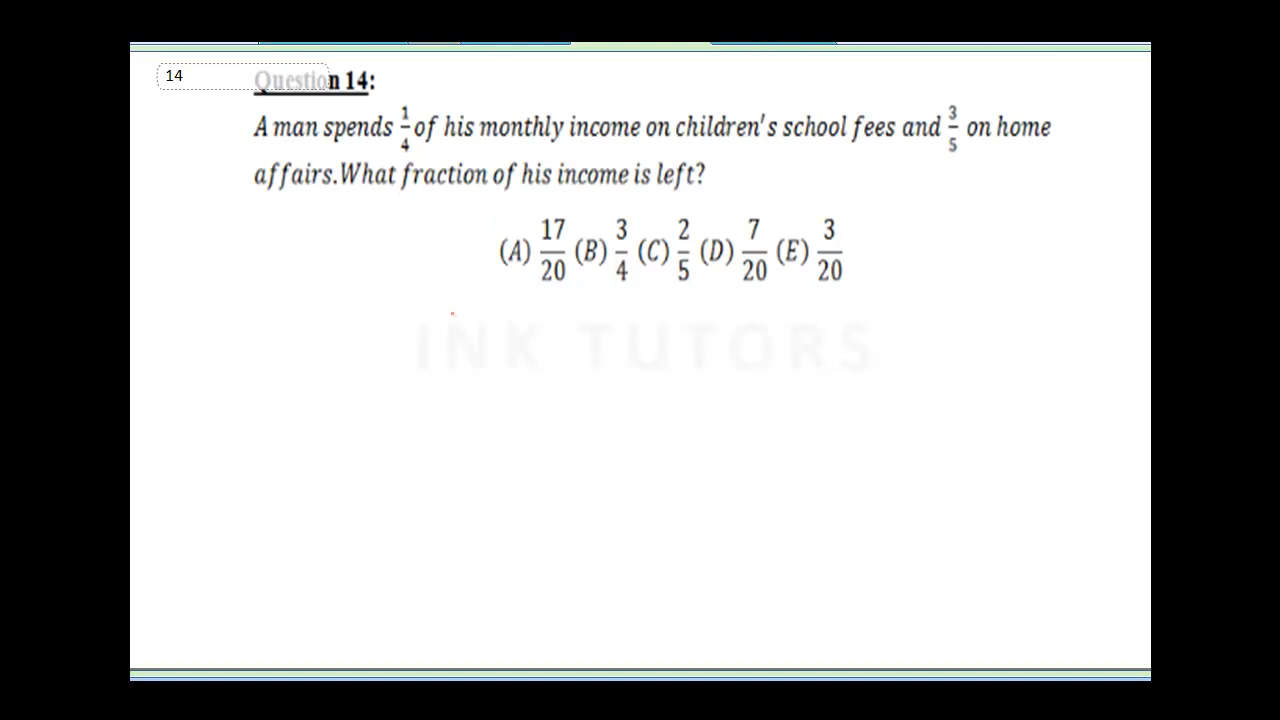 14
Question 14:
A man spends 1/4 of his monthly income on children's school fees and 3/5 on home
affairs.What fraction of his income is left?
(A) 17/20 (B) 3/4 (C) 2/5 (D) 7/20 (E) 3/20
INK TUTORS